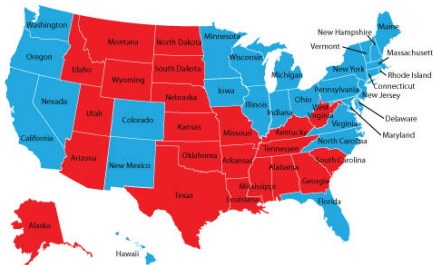 Washington
Montana
North Dakota
Minnesota
New Hampshire
Maine
Vermont
Massachusett
Oregon
Idaho
South Dakota
Wisconsin
Michigan
New York
Rhode Island
Connecticut
Wyoming
Nebraska
Iowa
Pennsylvania
New Jersey
Nevada
Utah
Colorado
Kansas
Illinois
Indiana
Ohio
West
Virginia
Virginia
Delaware
Maryland
California
Missouri
Kentucky
North Carolina
Arizona
New Mexico
Oklahoma
Arkansas
Tennessee
South Carolina
Texas
Louisiana
Mississippi
Alabama
Georgia
Florida
Alaska
Hawaii